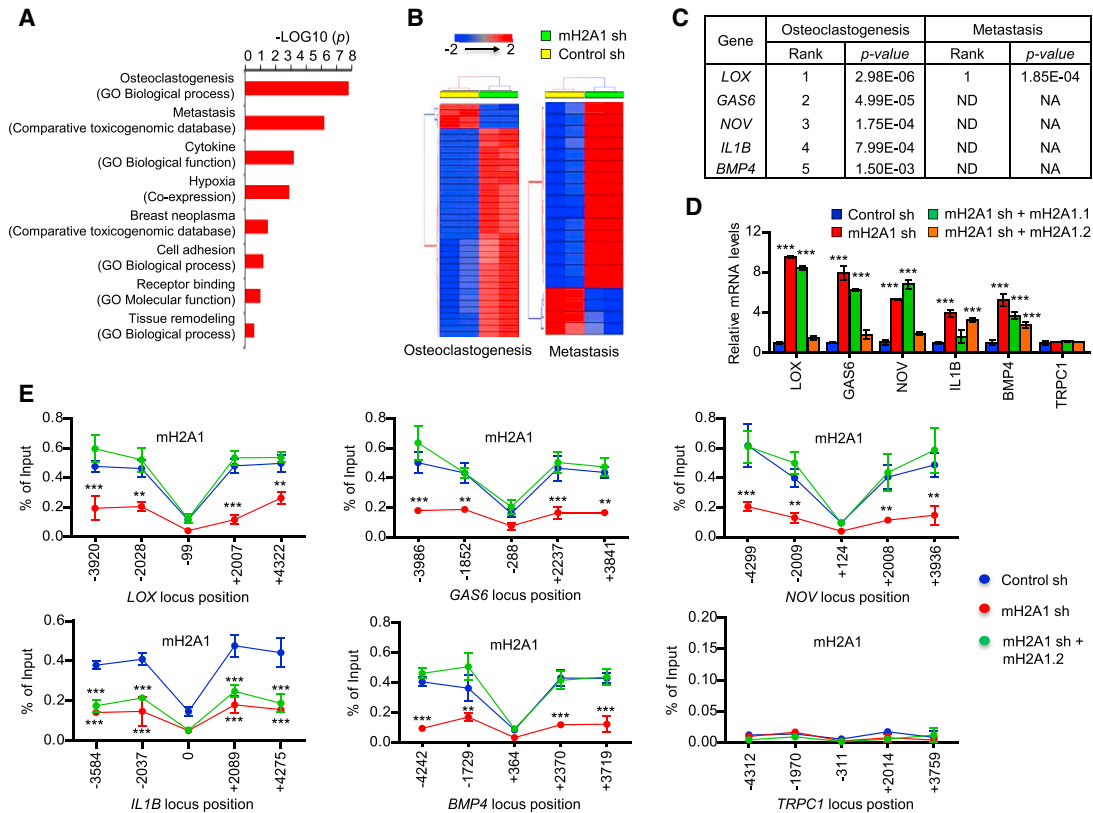 A
-LOG10 (p)
0 1 2 3 4 5 6 7 8
Osteoclastogenesis
(GO Biological process)
Metastasis
(Comparative toxicogenomic database)
Cytokine
(GO Biological function)
Hypoxia
(Co-expression)
Breast neoplasma
(Comparative toxicogenomic database)
Cell adhesion
(GO Biological process)
Receptor binding
(GO Molecular function)
Tissue remodeling
(GO Biological process)
B
-2 2
mH2A1 sh
Control sh
Osteoclastogenesis Metastasis
C
Gene Osteoclastogenesis Metastasis
Rank p-value Rank p-value
LOX 1 2.98E-06 1 1.85E-04
GAS6 2 4.99E-05 ND NA
NOV 3 1.75E-04 ND NA
IL1B 4 7.99E-04 ND NA
BMP4 5 1.50E-03 ND NA
D
Control sh mH2A1 sh + mH2A1.1
mH2A1 sh mH2A1 sh + mH2A1.2
Relative mRNA levels
12
8
4
0
*** *** *** *** *** *** *** *** *** *** ***
LOX GAS6 NOV IL1B BMP4 TRPC1
E
% of Input
0.8
0.6
0.4
0.2
0.0
mH2A1
*** ** *** **
-3920 -2028 -99 +2007 +4322
LOX locus position
% of Input
0.8
0.6
0.4
0.2
0.0
mH2A1
*** ** *** **
-3986 -1852 -288 +2237 +3841
GAS6 locus position
% of Input
0.8
0.6
0.4
0.2
0.0
mH2A1
*** ** ** **
-4299 -2009 +124 +2008 +3936
NOV locus position
Control sh
mH2A1 sh
mH2A1 sh +
mH2A1.2
% of Input
0.6
0.4
0.2
0.0
mH2A1
*** *** *** ***
*** *** *** ***
-3584 -2037 0 +2089 +4275
IL1B locus position
% of Input
0.8
0.6
0.4
0.2
0.0
mH2A1
*** ** *** ***
-4242 -1729 +364 +2370 +3719
BMP4 locus position
% of Input
0.20
0.15
0.10
0.05
0.00
mH2A1
-4312 -1970 -311 +2014 +3759
TRPC1 locus postion